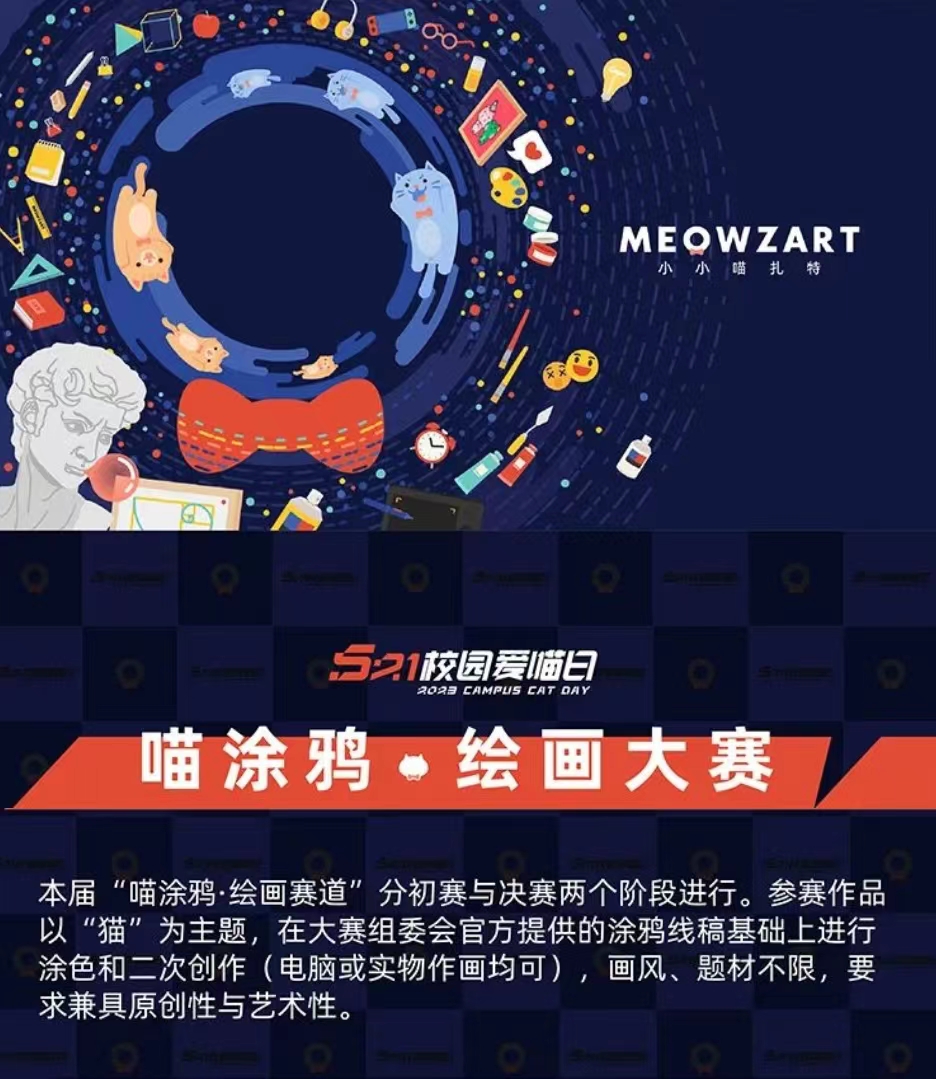 MEOWZART
小小喵扎特
5·21校园爱喵日
2023 CAMPUS CAT DAY
喵涂鸦·绘画大赛
本届“喵涂鸦·绘画赛道”分初赛与决赛两个阶段进行。参赛作品
以“猫”为主题，在大赛组委会官方提供的涂鸦线稿基础上进行
涂色和二次创作（电脑或实物作画均可），画风、题材不限，要
求兼具原创性与艺术性。